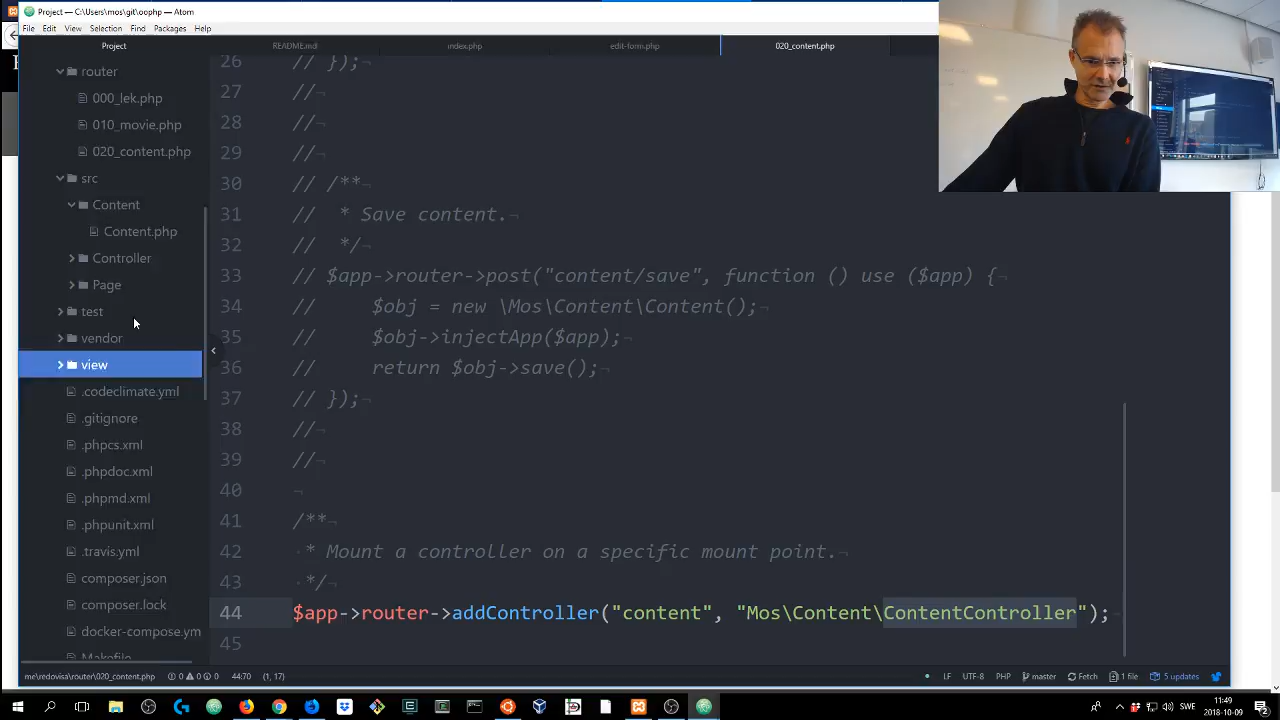 Project — C:\Users\mos\git\oophp — Atom
File Edit View Selection Find Packages Help
Project
README.md index.php edit-form.php 020_content.php
router
000_lek.php
010_movie.php
020_content.php
src
Content
Content.php
Controller
Page
test
vendor
view
.codeclimate.yml
.gitignore
.phpcs.xml
.phpdoc.xml
.phpmd.xml
.phpunit.xml
.travis.yml
composer.json
composer.lock
docker-compose.ym
Makefile
26 // });
27 //
28 //
29 //
30 // /**
31 //  * Save content.
32 //  */
33 // $app->router->post("content/save", function () use ($app) {
34 //     $obj = new \Mos\Content\Content();
35 //     $obj->injectApp($app);
36 //     return $obj->save();
37 // });
38 //
39 //
40
41 /**
42  * Mount a controller on a specific mount point.
43  */
44 $app->router->addController("content", "Mos\Content\ContentController");
45
me\redovisa\router\020_content.php 0 0 0 44:70 (1, 17) LF UTF-8 PHP master Fetch 1 file 5 updates
SWE
11:49
2018-10-09